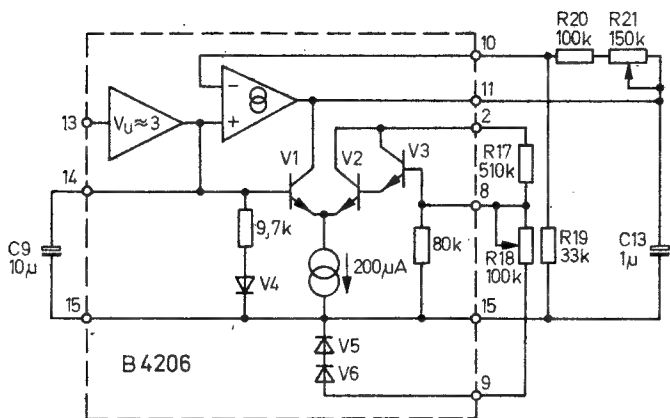 10
R20
100k
R21
150k
11
13
Vᵤ≈3
−
+
2
V1
V2
V3
R17
510k
14
8
9,7k
80k
R18
100k
R19
33k
C13
1µ
C9
10µ
V4
200µA
15
15
V5
V6
B 4206
9